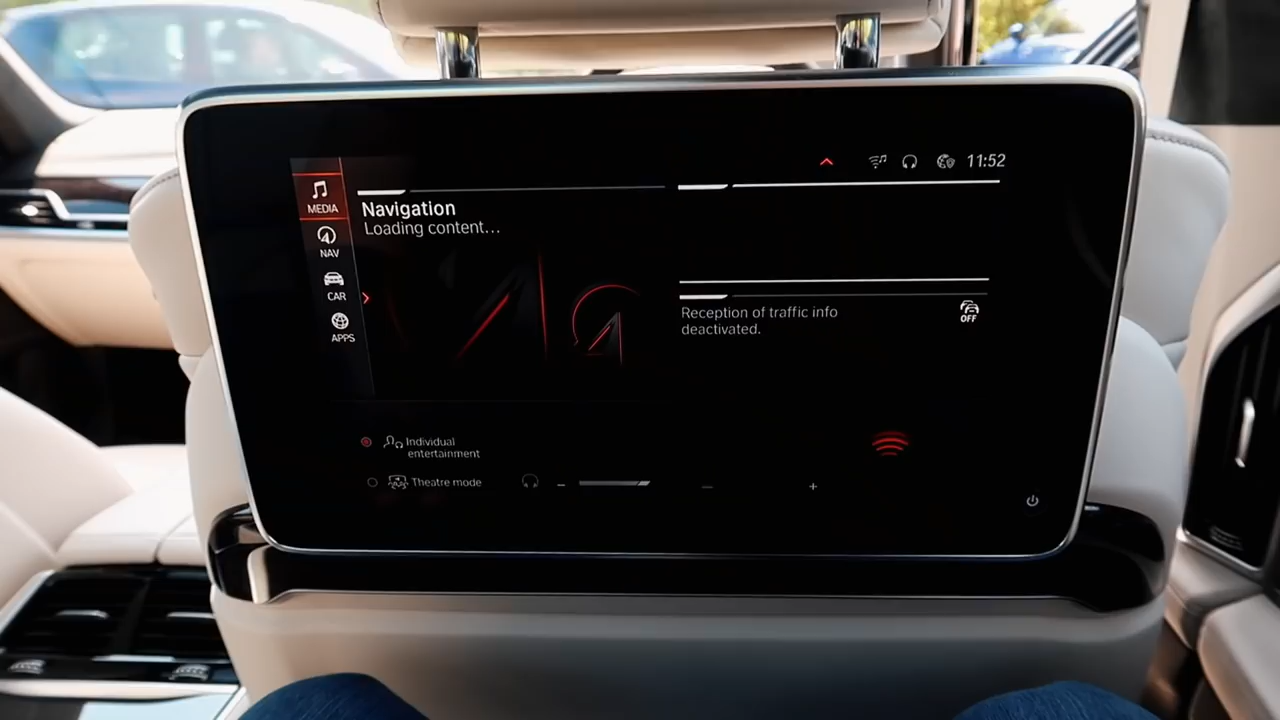 11:52
MEDIA
NAV
CAR
APPS
Navigation
Loading content...
Reception of traffic info
deactivated.
OFF
Individual
entertainment
Theatre mode